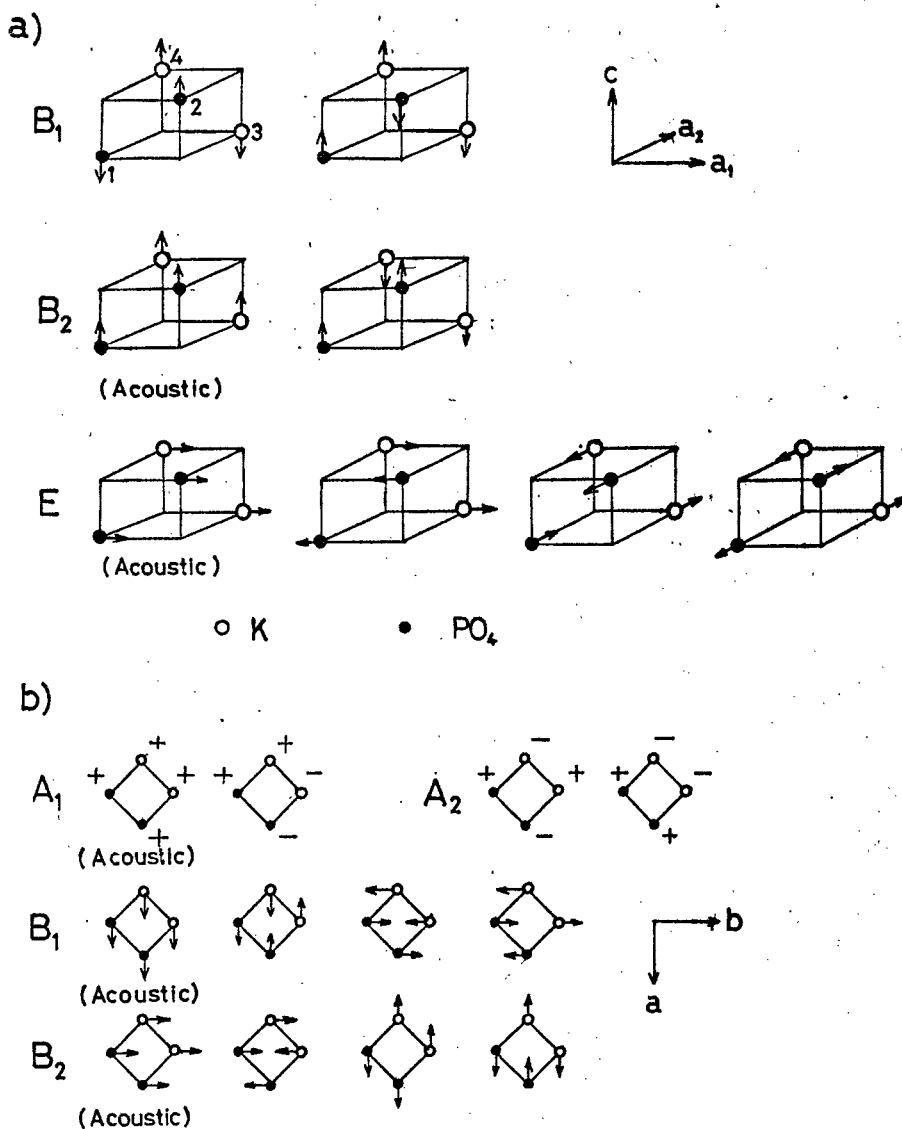 a)
4
2
3
1
B₁
c
a₂
a₁
B₂
(Acoustic)
E
(Acoustic)
K PO₄
b)
+ + - -
+ + + - + + + -
A₁ A₂
+ - - +
(Acoustic)
B₁
b
a
(Acoustic)
B₂
(Acoustic)